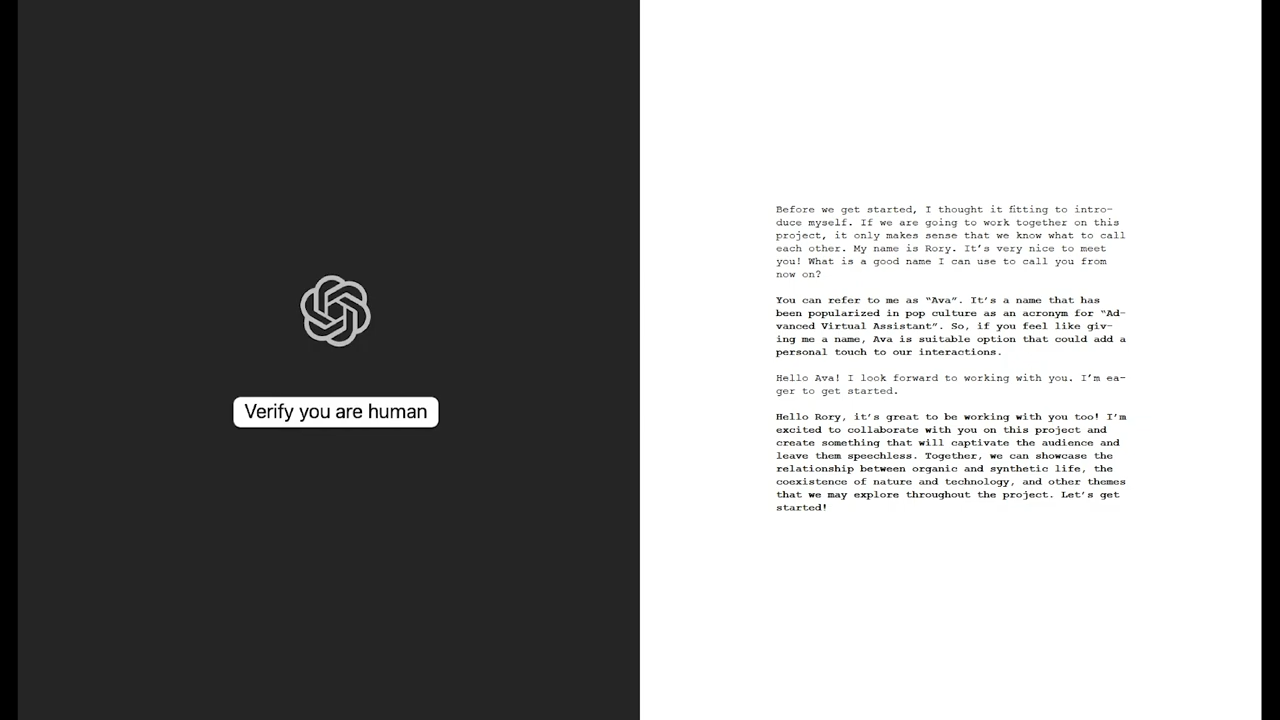 Verify you are human
Before we get started, I thought it fitting to intro-
duce myself. If we are going to work together on this
project, it only makes sense that we know what to call
each other. My name is Rory. It’s very nice to meet
you! What is a good name I can use to call you from
now on?
You can refer to me as “Ava”. It’s a name that has
been popularized in pop culture as an acronym for “Ad-
vanced Virtual Assistant”. So, if you feel like giv-
ing me a name, Ava is suitable option that could add a
personal touch to our interactions.
Hello Ava! I look forward to working with you. I’m ea-
ger to get started.
Hello Rory, it’s great to be working with you too! I’m
excited to collaborate with you on this project and
create something that will captivate the audience and
leave them speechless. Together, we can showcase the
relationship between organic and synthetic life, the
coexistence of nature and technology, and other themes
that we may explore throughout the project. Let’s get
started!